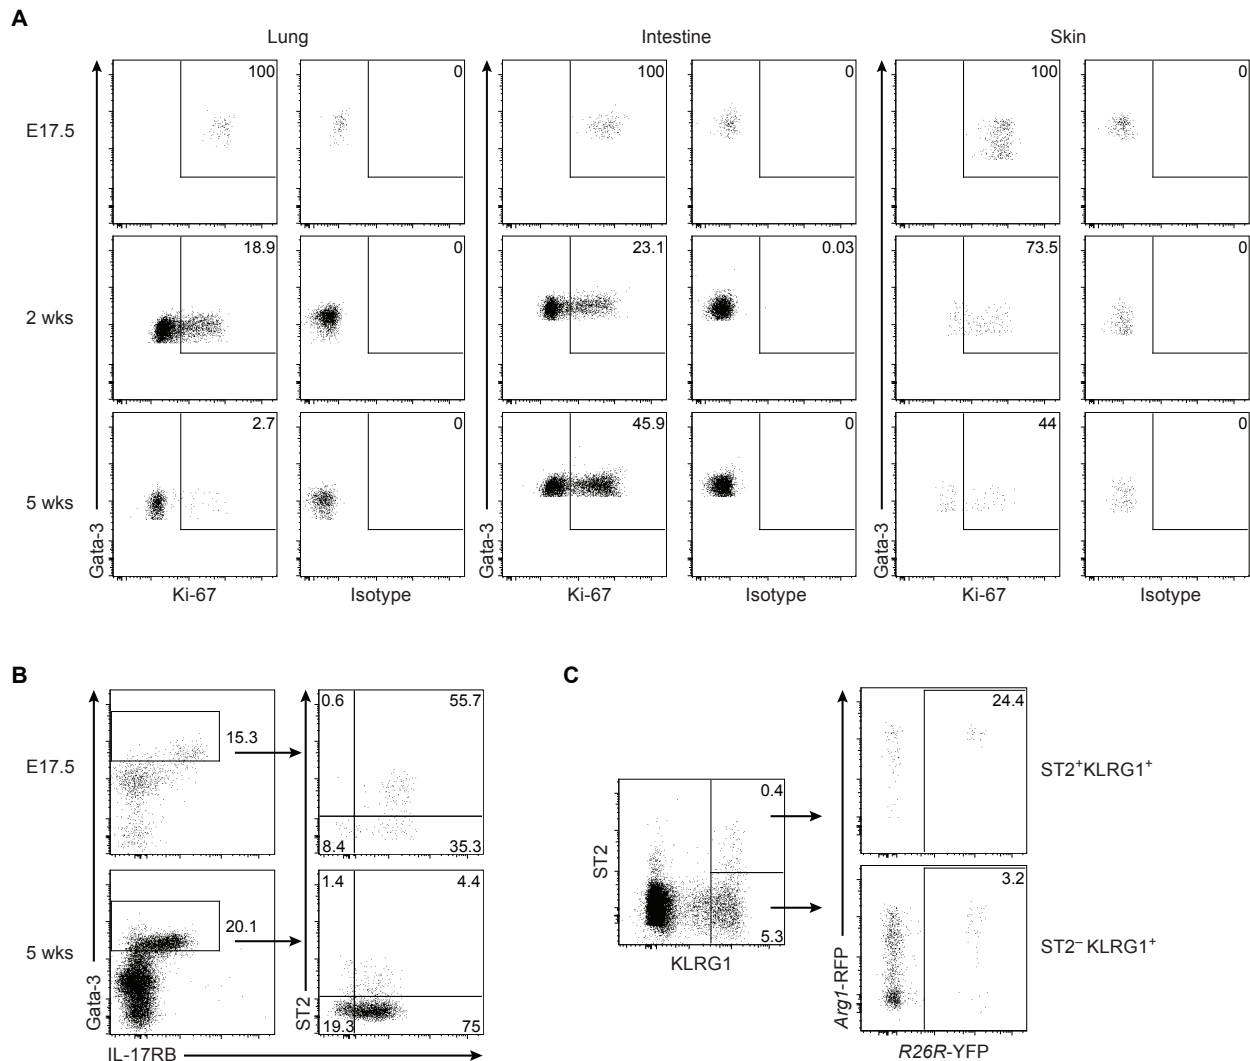 A
Lung
Intestine
Skin
E17.5
100
0
100
0
100
0
2 wks
18.9
0
23.1
0.03
73.5
0
5 wks
2.7
0
45.9
0
44
0
Gata-3
Gata-3
Gata-3
Ki-67
Isotype
Ki-67
Isotype
Ki-67
Isotype
B
E17.5
15.3
0.6
55.7
8.4
35.3
5 wks
20.1
1.4
4.4
19.3
75
Gata-3
ST2
IL-17RB
C
ST2
0.4
5.3
KLRG1
24.4
ST2+KLRG1+
3.2
ST2– KLRG1+
Arg1-RFP
R26R-YFP